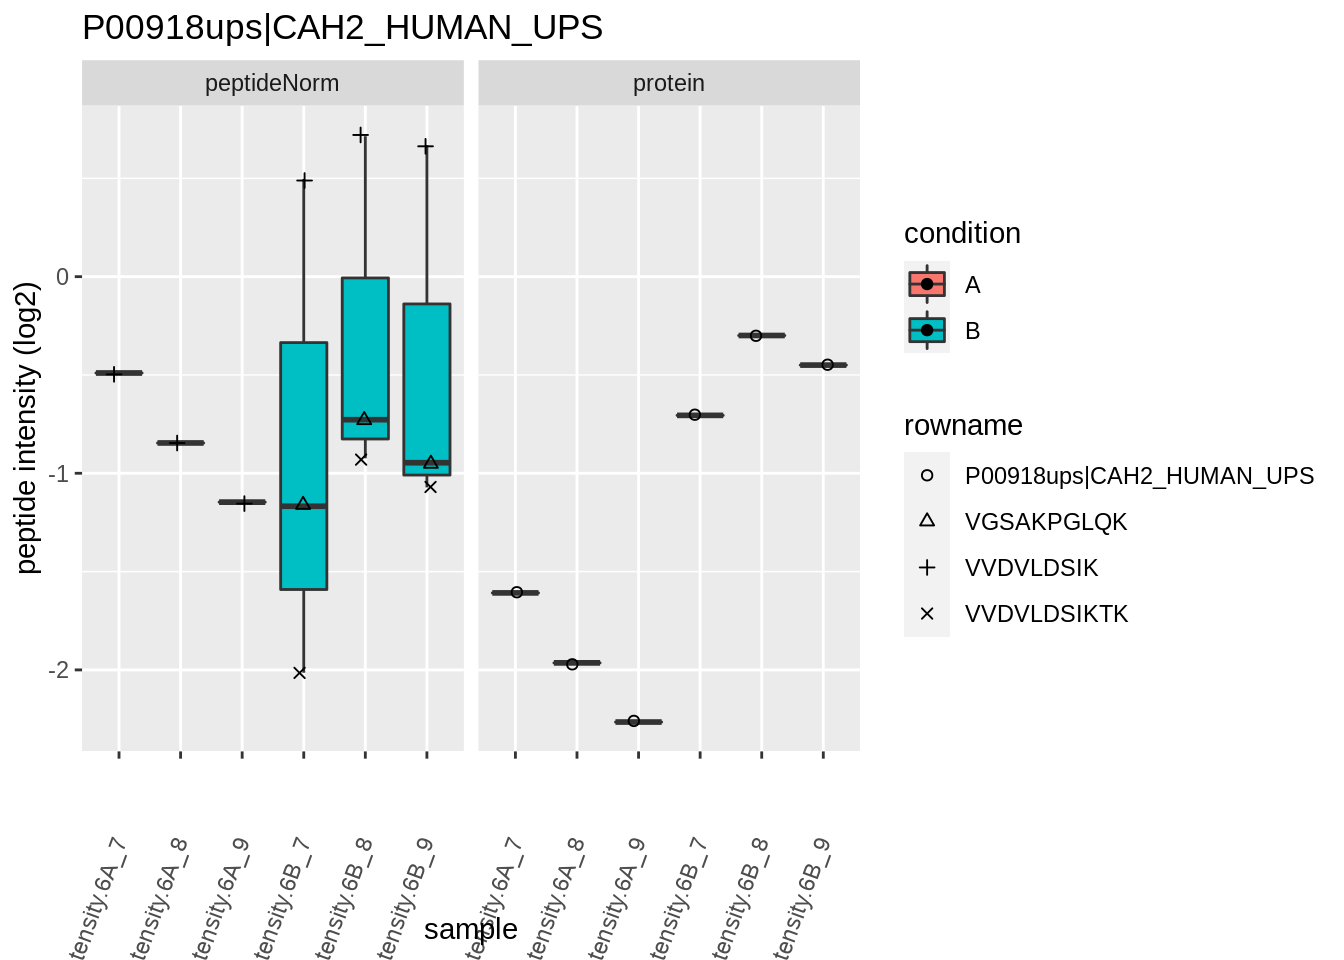 P00918ups|CAH2_HUMAN_UPS
peptideNorm
protein
peptide intensity (log2)
0
-1
-2
tensity.6A_7
tensity.6A_8
tensity.6A_9
tensity.6B_7
tensity.6B_8
tensity.6B_9
tensity.6A_7
tensity.6A_8
tensity.6A_9
tensity.6B_7
tensity.6B_8
tensity.6B_9
sample
condition
A
B
rowname
P00918ups|CAH2_HUMAN_UPS
VGSAKPGLQK
VVDVLDSIK
VVDVLDSIKTK